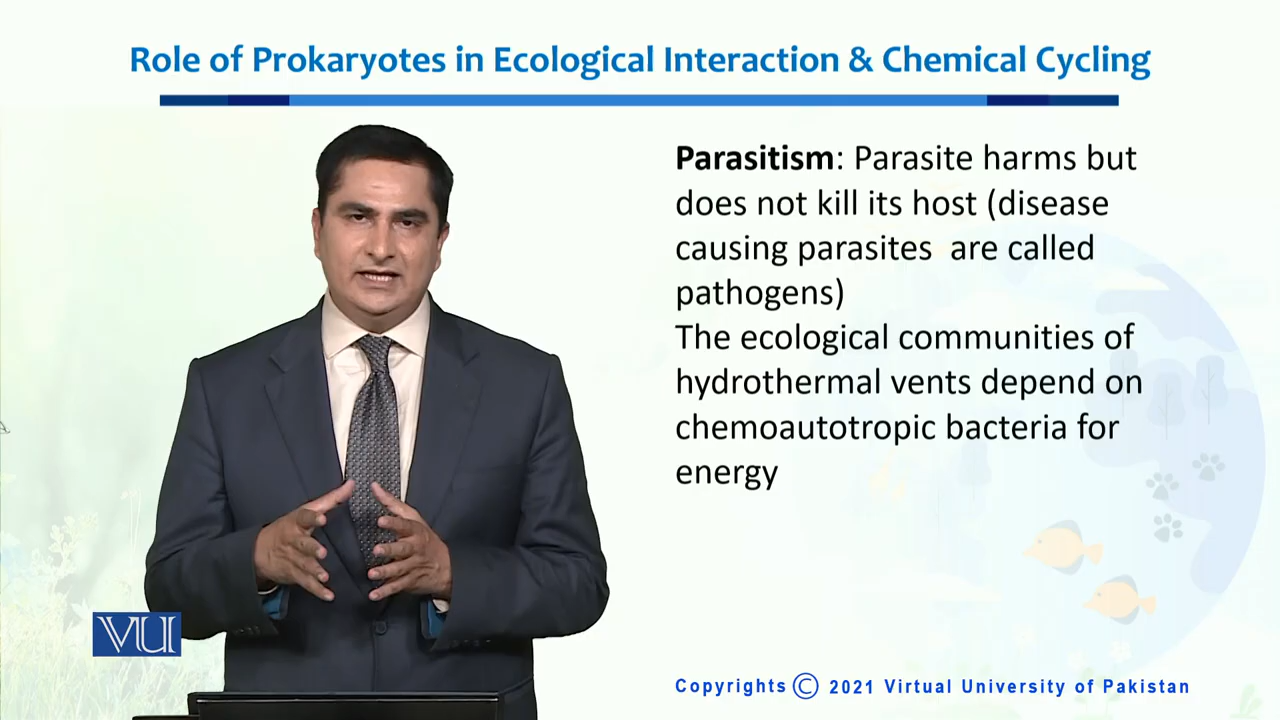 Role of Prokaryotes in Ecological Interaction & Chemical Cycling
Parasitism: Parasite harms but
does not kill its host (disease
causing parasites  are called
pathogens)
The ecological communities of
hydrothermal vents depend on
chemoautotropic bacteria for
energy
VU
Copyrights © 2021 Virtual University of Pakistan